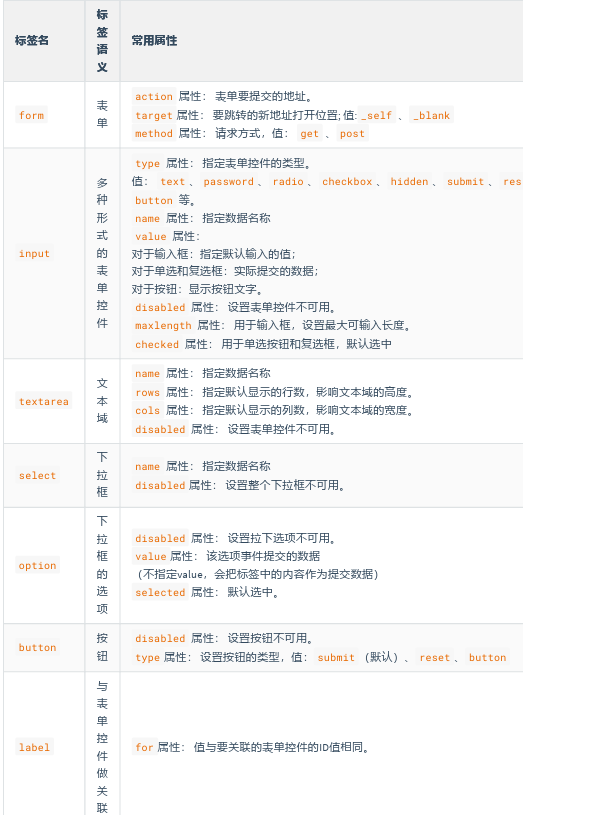 标签名 标签语义 常用属性
form 表单 action 属性： 表单要提交的地址。
target 属性： 要跳转的新地址打开位置; 值: _self 、 _blank
method 属性： 请求方式，值： get 、 post
input 多种形式的表单控件 type 属性： 指定表单控件的类型。
值： text 、 password 、 radio 、 checkbox 、 hidden 、 submit 、 res
button 等。
name 属性： 指定数据名称
value 属性：
对于输入框：指定默认输入的值；
对于单选和复选框：实际提交的数据；
对于按钮：显示按钮文字。
disabled 属性： 设置表单控件不可用。
maxlength 属性： 用于输入框，设置最大可输入长度。
checked 属性： 用于单选按钮和复选框，默认选中
textarea 文本域 name 属性： 指定数据名称
rows 属性： 指定默认显示的行数，影响文本域的高度。
cols 属性： 指定默认显示的列数，影响文本域的宽度。
disabled 属性： 设置表单控件不可用。
select 下拉框 name 属性： 指定数据名称
disabled 属性： 设置整个下拉框不可用。
option 下拉框的选项 disabled 属性： 设置拉下选项不可用。
value 属性： 该选项事件提交的数据
（不指定value，会把标签中的内容作为提交数据）
selected 属性： 默认选中。
button 按钮 disabled 属性： 设置按钮不可用。
type 属性： 设置按钮的类型，值： submit （默认）、 reset 、 button
label 与表单控件做关联 for 属性： 值与要关联的表单控件的ID值相同。